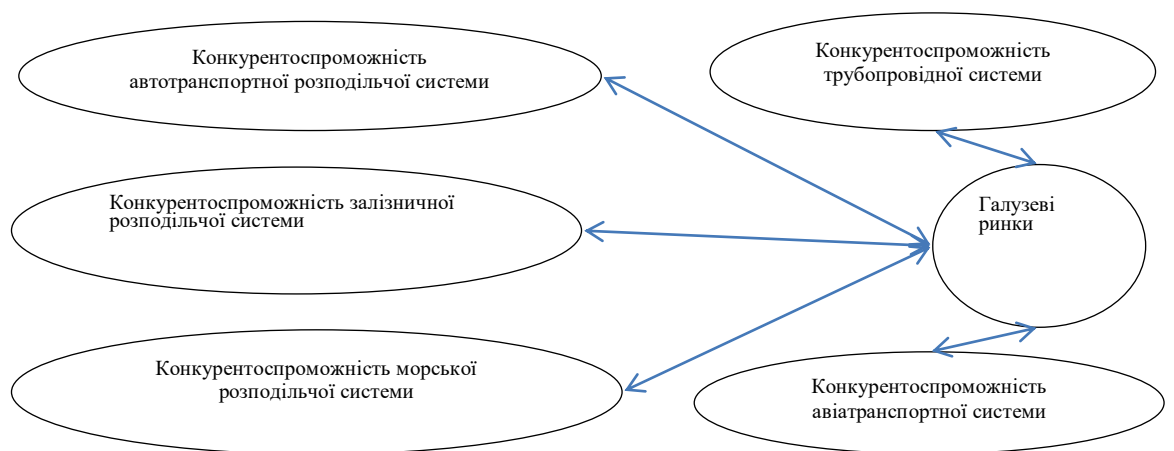 Конкурентоспроможність
автотранспортної розподільчої системи
Конкурентоспроможність
трубопровідної системи
Конкурентоспроможність залізничної
розподільчої системи
Галузеві
ринки
Конкурентоспроможність морської
розподільчої системи
Конкурентоспроможність
авіатранспортної системи